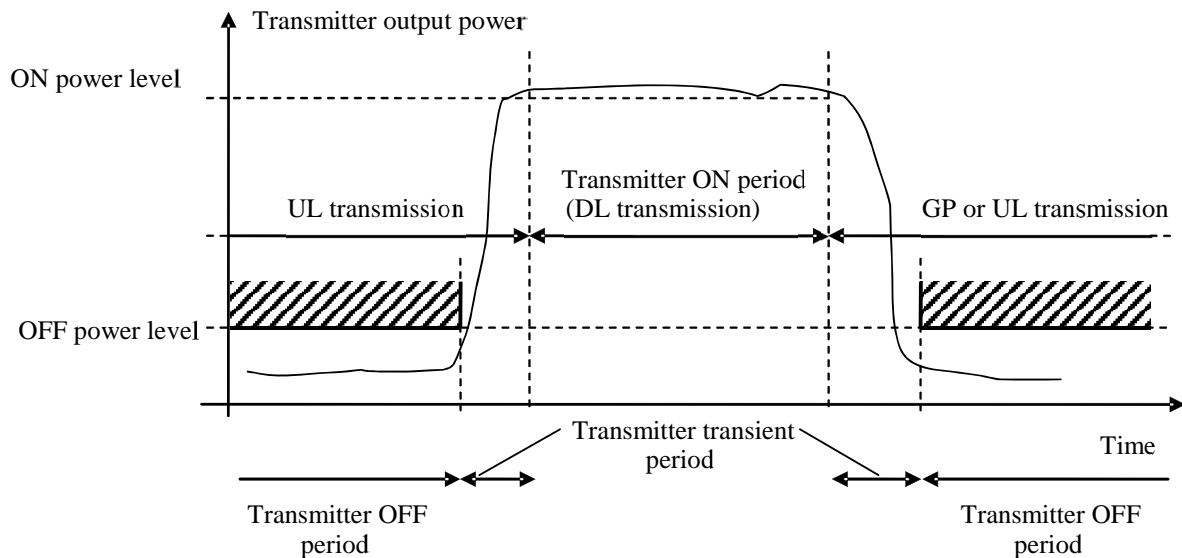 Transmitter output power
ON power level
Transmitter ON period
(DL transmission)
UL transmission
GP or UL transmission
OFF power level
Transmitter transient
period
Time
Transmitter OFF
period
Transmitter OFF
period